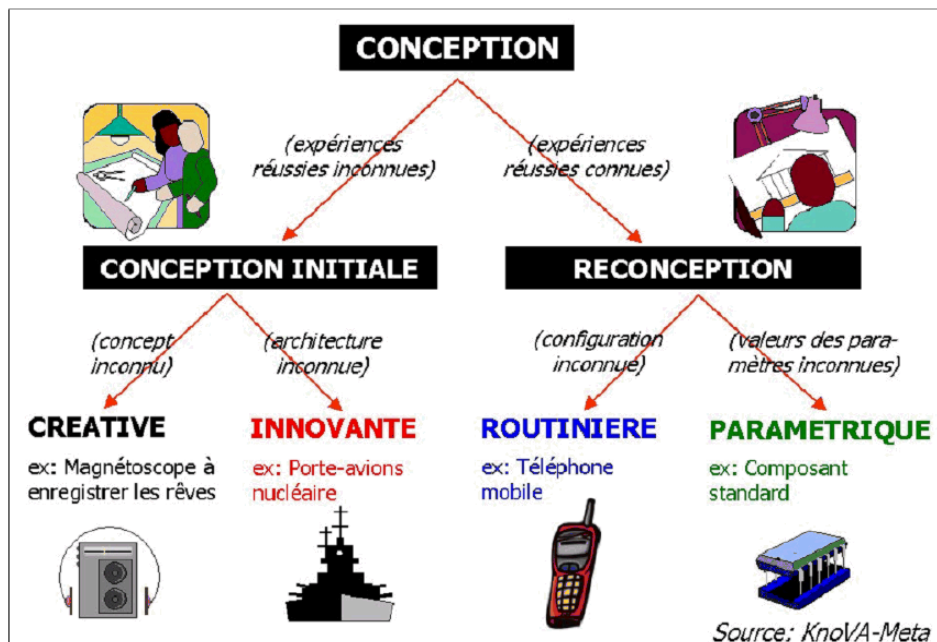 CONCEPTION
(expériences
réussies inconnues)
(expériences
réussies connues)
CONCEPTION INITIALE
RECONCEPTION
(concept
inconnu)
(architecture
inconnue)
(configuration
inconnue)
(valeurs des para-
mètres inconnues)
CREATIVE
ex: Magnétoscope à
enregistrer les rêves
INNOVANTE
ex: Porte-avions
nucléaire
ROUTINIERE
ex: Téléphone
mobile
PARAMETRIQUE
ex: Composant
standard
Source: KnoVA-Meta